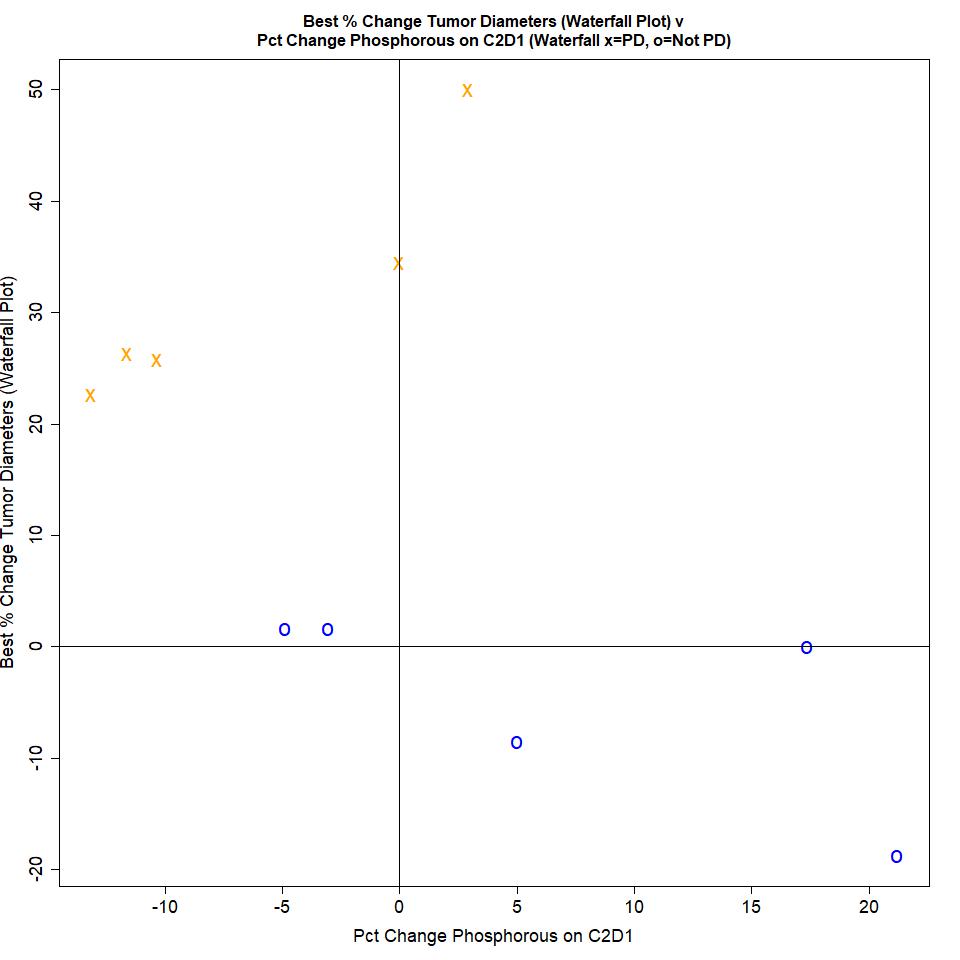 Best % Change Tumor Diameters (Waterfall Plot) v
Pct Change Phosphorous on C2D1 (Waterfall x=PD, o=Not PD)
Best % Change Tumor Diameters (Waterfall Plot)
50
40
30
20
10
0
-10
-20
x
x
x
x
x
o
o
o
o
o
-10
-5
0
5
10
15
20
Pct Change Phosphorous on C2D1